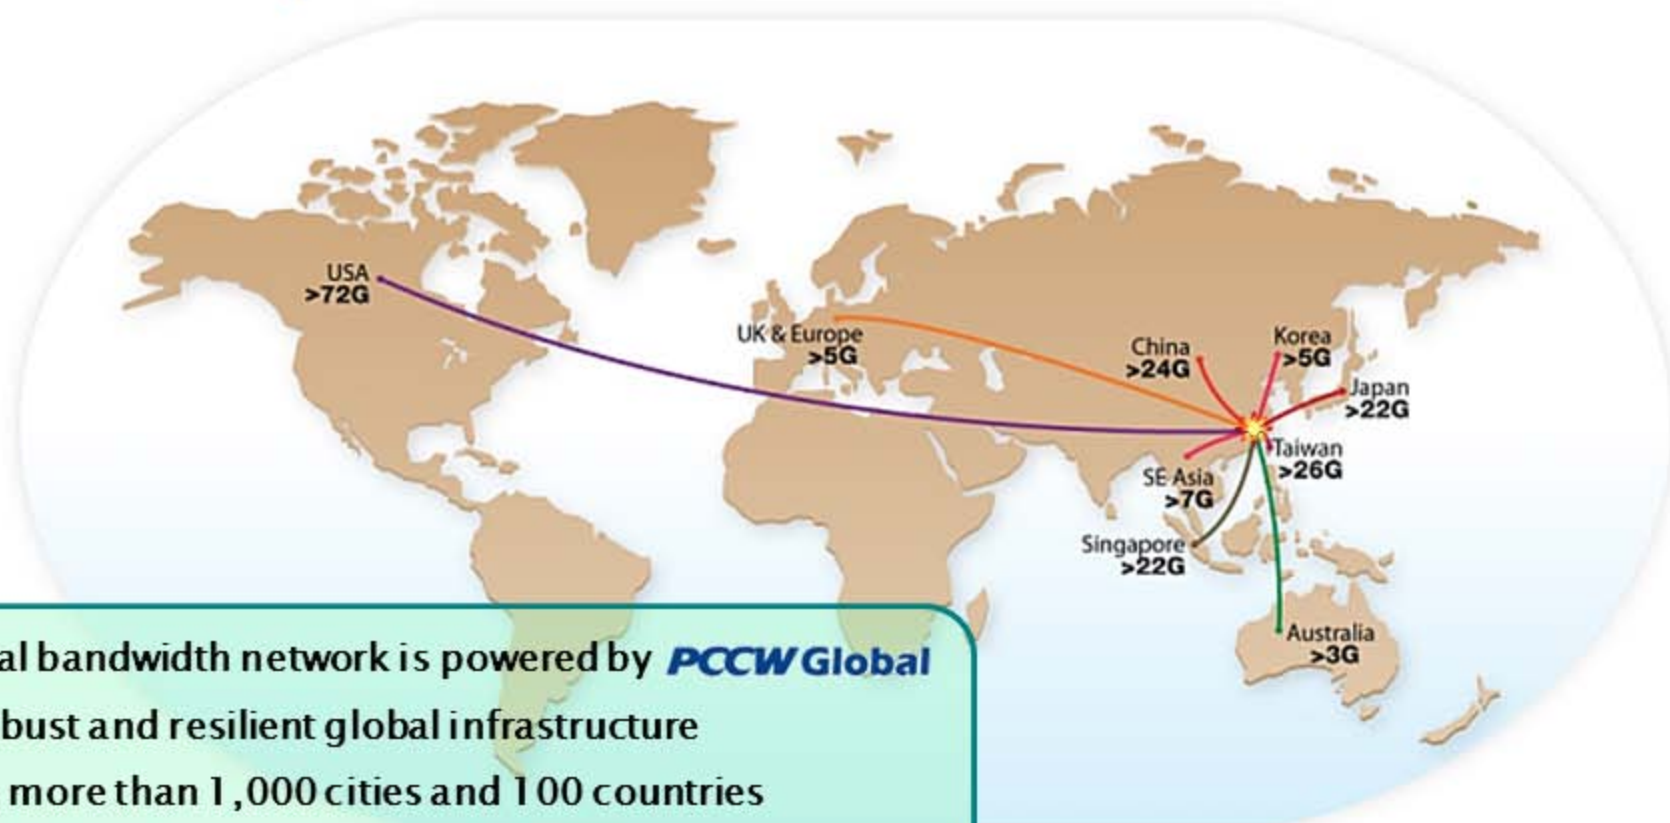 USA
>72G
UK & Europe
>5G
China
>24G
Korea
>5G
Japan
>22G
Taiwan
>26G
SE Asia
>7G
Singapore
>22G
Australia
>3G
al bandwidth network is powered by PCCW Global
bust and resilient global infrastructure
more than 1,000 cities and 100 countries